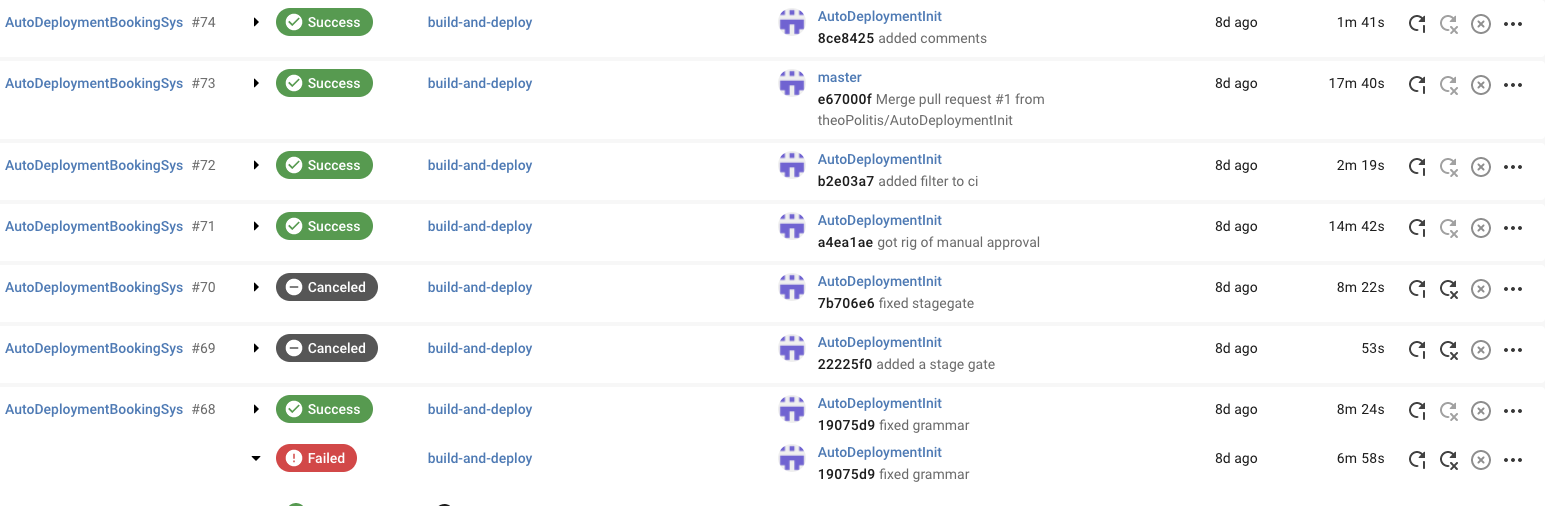 AutoDeploymentBookingSys #74 Success build-and-deploy AutoDeploymentInit 8d ago 1m 41s
8ce8425 added comments
AutoDeploymentBookingSys #73 Success build-and-deploy master 8d ago 17m 40s
e67000f Merge pull request #1 from
theoPolitis/AutoDeploymentInit
AutoDeploymentBookingSys #72 Success build-and-deploy AutoDeploymentInit 8d ago 2m 19s
b2e03a7 added filter to ci
AutoDeploymentBookingSys #71 Success build-and-deploy AutoDeploymentInit 8d ago 14m 42s
a4ea1ae got rig of manual approval
AutoDeploymentBookingSys #70 Canceled build-and-deploy AutoDeploymentInit 8d ago 8m 22s
7b706e6 fixed stagegate
AutoDeploymentBookingSys #69 Canceled build-and-deploy AutoDeploymentInit 8d ago 53s
22225f0 added a stage gate
AutoDeploymentBookingSys #68 Success build-and-deploy AutoDeploymentInit 8d ago 8m 24s
19075d9 fixed grammar
Failed build-and-deploy AutoDeploymentInit 8d ago 6m 58s
19075d9 fixed grammar